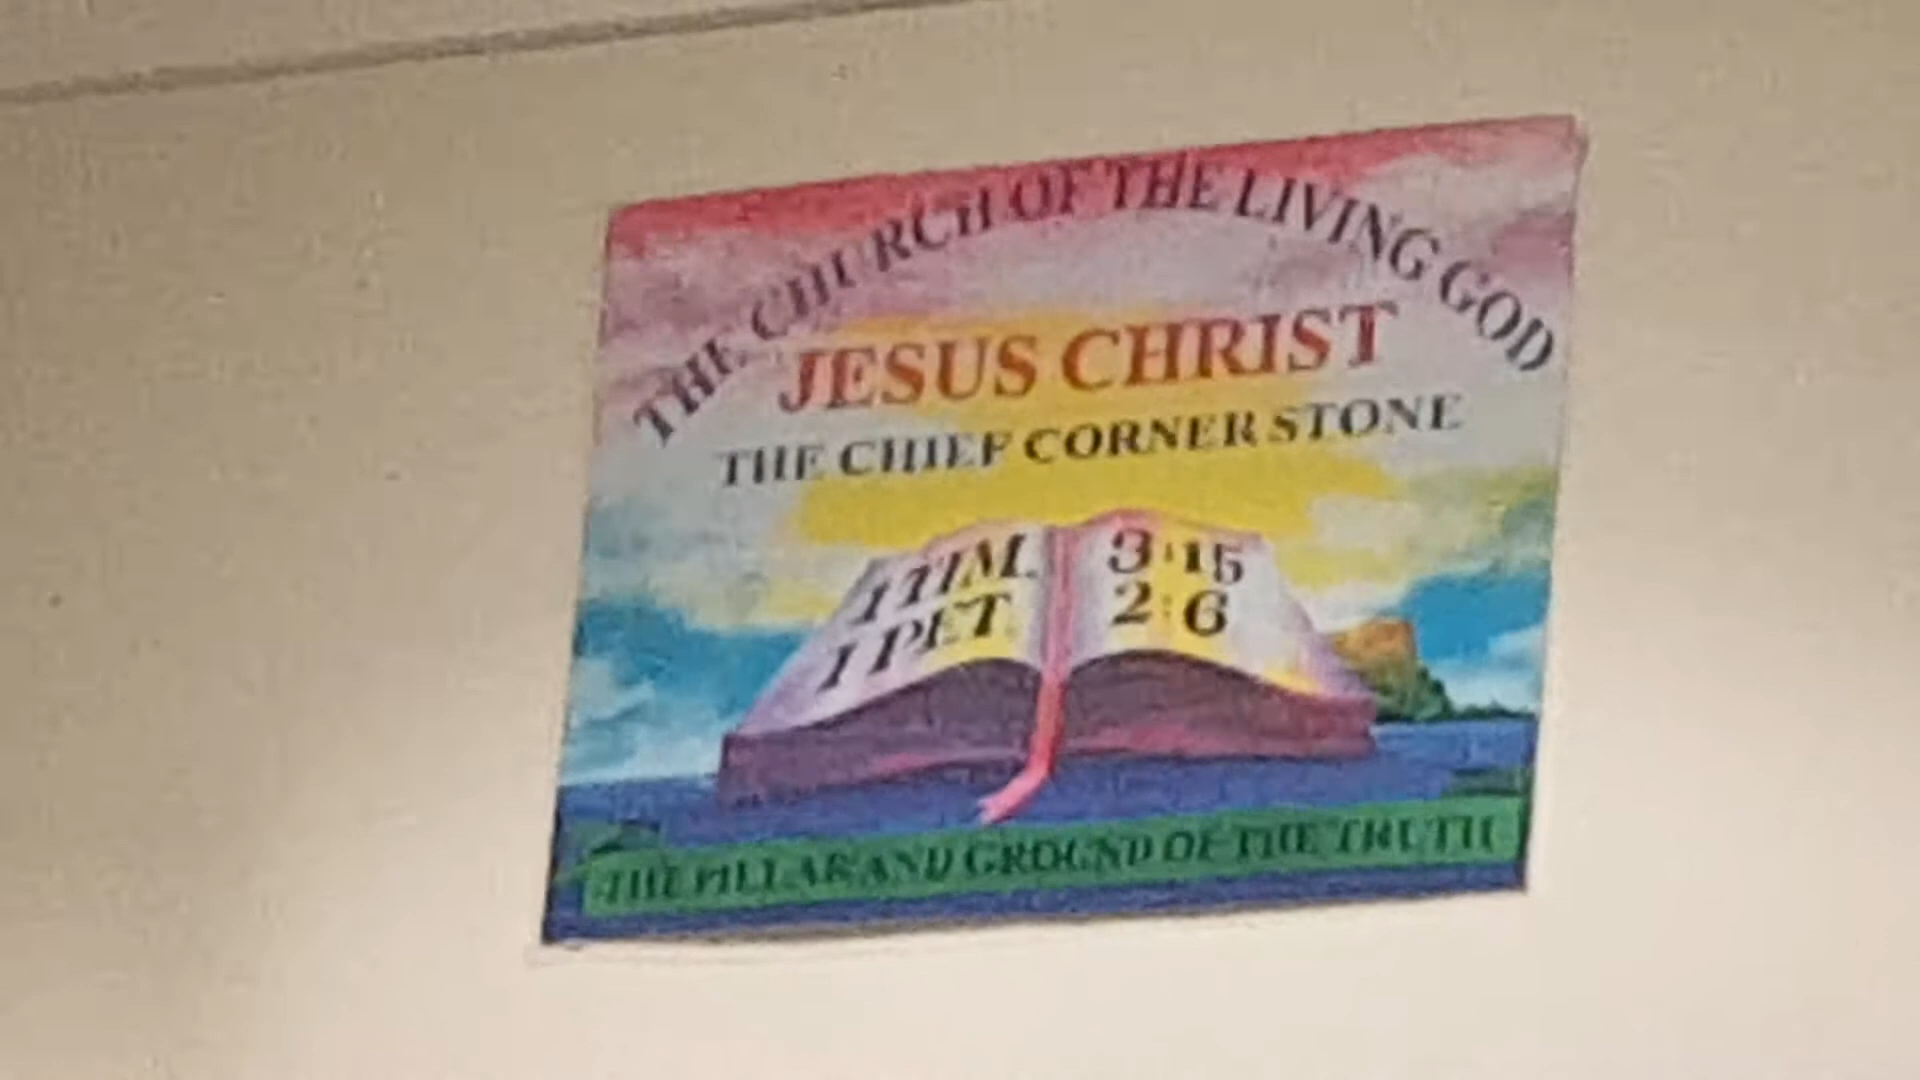 THE CHURCH OF THE LIVING GOD
JESUS CHRIST
THE CHIEF CORNER STONE
1 TIM. 3:15
1 PET. 2:6
THE PILLAR AND GROUND OF THE TRUTH